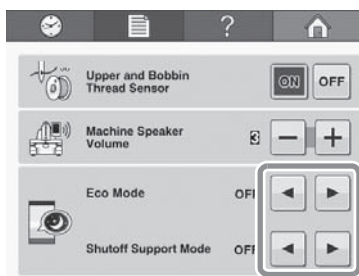 ?
Upper and Bobbin
Thread Sensor
ON OFF
Machine Speaker
Volume
3 − +
Eco Mode OFF
Shutoff Support Mode OFF